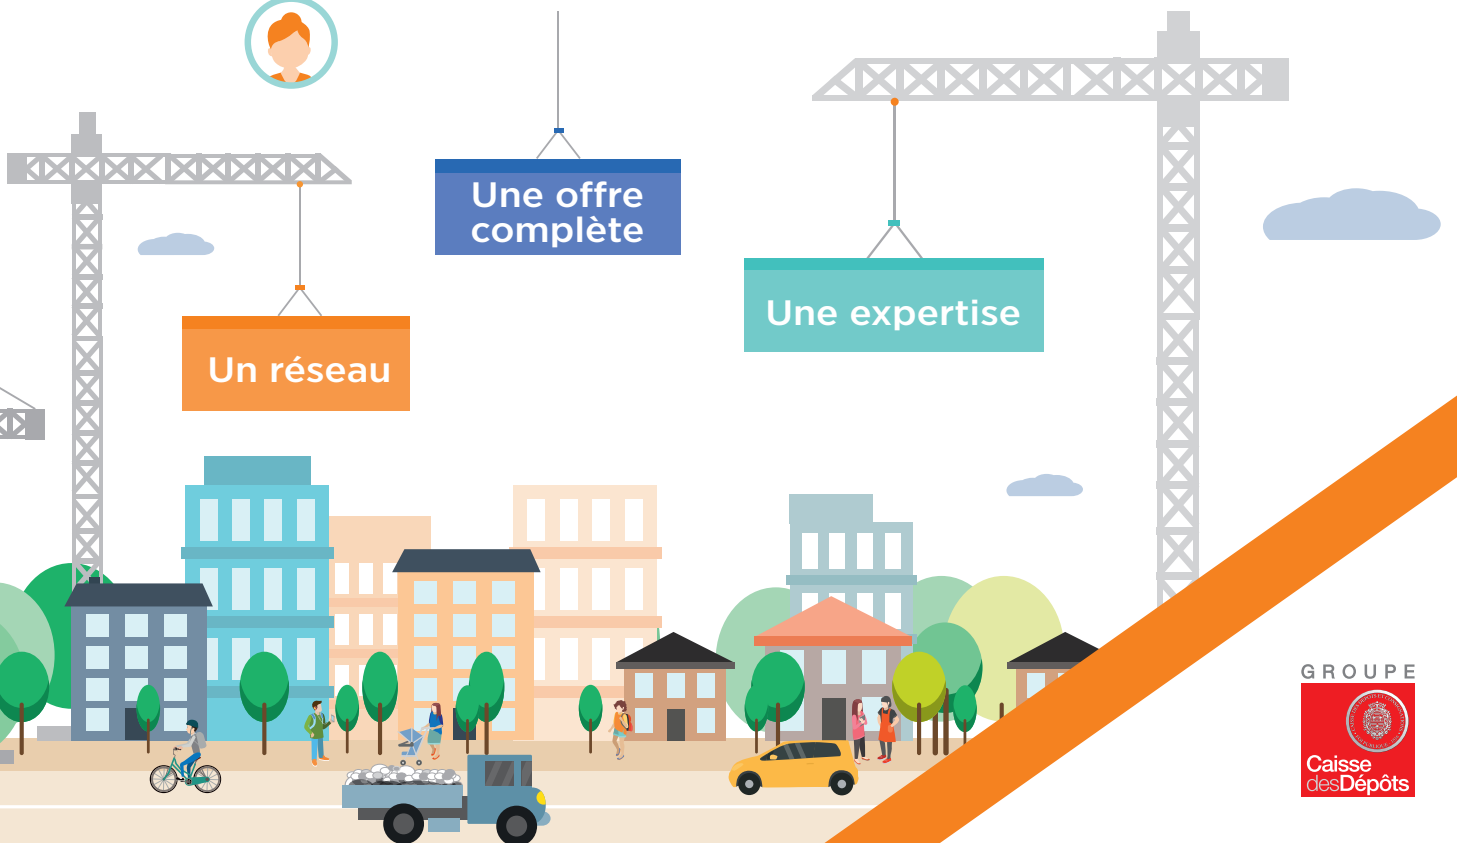 Une offre
complète
Une expertise
Un réseau
GROUPE
Caisse
desDépôts